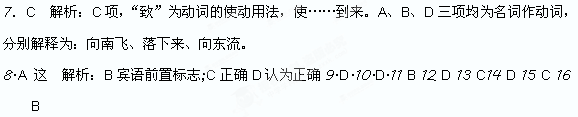 7. C 解析：C项，“致”为动词的使动用法，使……到来。A、B、D三项均为名词作动词，
分别解释为：向南飞、落下来、向东流。
8·A 这 解析：B宾语前置标志;C正确D认为正确 9·D·10·D·11 B 12 D 13 C14 D 15 C 16
B